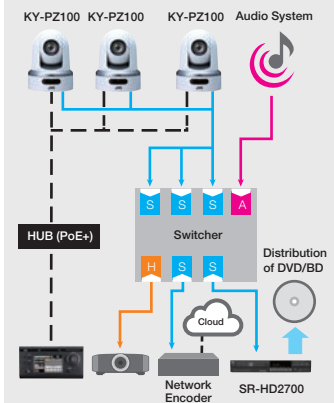 KY-PZ100 KY-PZ100 KY-PZ100 Audio System
S S S A
Switcher
HUB (PoE+)
H S S
Distribution
of DVD/BD
Cloud
Network
Encoder
SR-HD2700